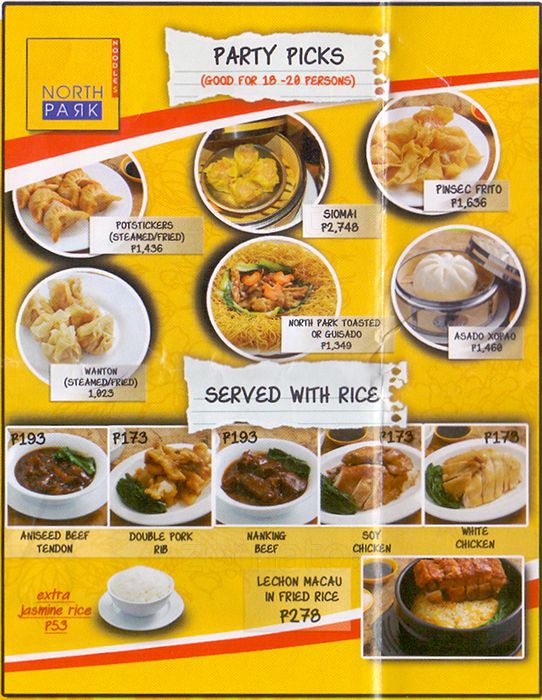 NORTH
PARK
NOODLES
PARTY PICKS
(GOOD FOR 18 -20 PERSONS)
POTSTICKERS
(STEAMED/FRIED)
₱1,436
SIOMAI
₱2,748
PINSEC FRITO
₱1,636
WANTON
(STEAMED/FRIED)
1,023
NORTH PARK TOASTED
OR GUISADO
₱1,349
ASADO XOPAO
₱1,460
SERVED WITH RICE
₱193
₱173
₱193
₱173
₱173
ANISEED BEEF
TENDON
DOUBLE PORK
RIB
NANKING
BEEF
SOY
CHICKEN
WHITE
CHICKEN
extra
jasmine rice
₱53
LECHON MACAU
IN FRIED RICE
₱278